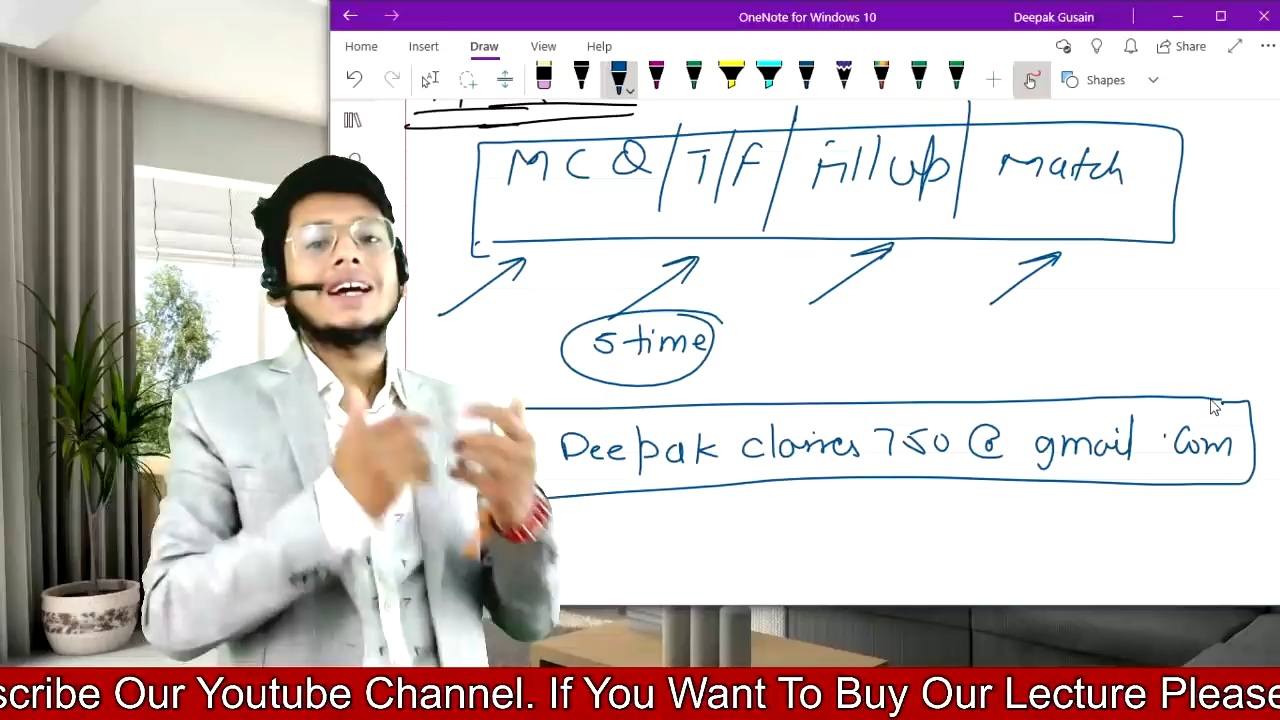 OneNote for Windows 10
Deepak Gusain
Home Insert Draw View Help
Share
Shapes
MCQ/T/F/Fill up/Match
5 time
Deepak classes 750 @ gmail .com
scribe Our Youtube Channel. If You Want To Buy Our Lecture Please